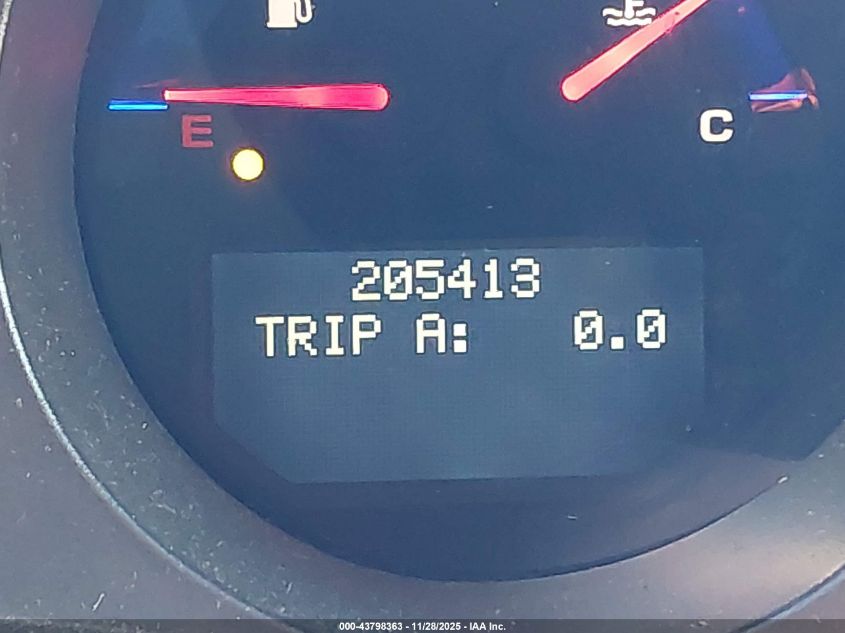 E
C
205413
TRIP A: 0.0
000-43798363 - 11/28/2025 - IAA Inc.